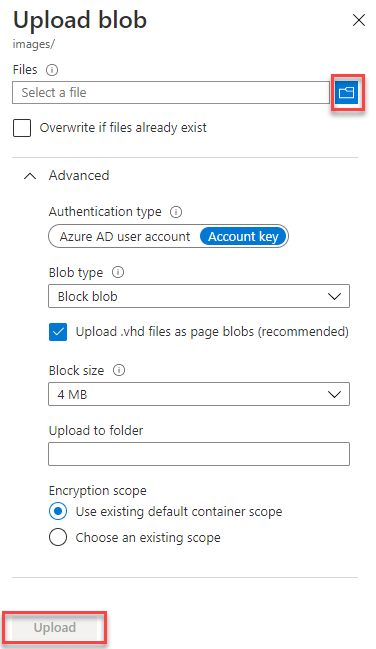 Upload blob
images/
Files
Select a file
Overwrite if files already exist
Advanced
Authentication type
Azure AD user account Account key
Blob type
Block blob
Upload .vhd files as page blobs (recommended)
Block size
4 MB
Upload to folder
Encryption scope
Use existing default container scope
Choose an existing scope
Upload